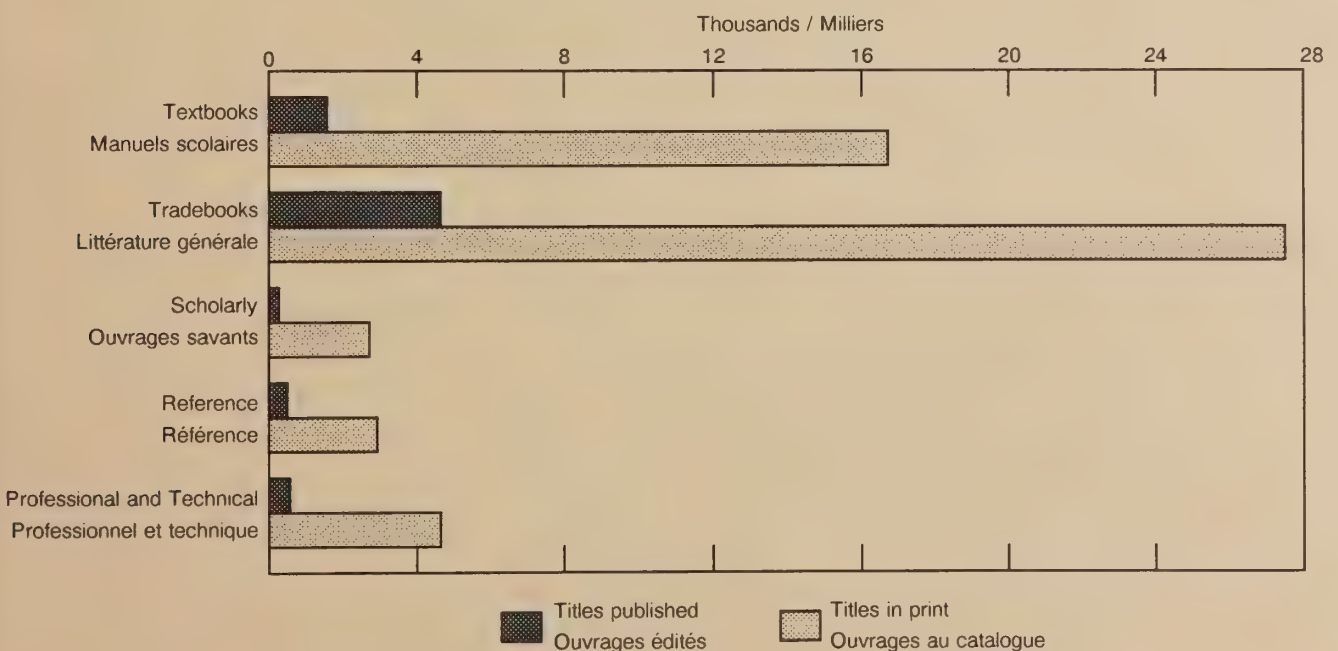 Thousands / Milliers
0 4 8 12 16 20 24 28
Textbooks
Manuels scolaires
Tradebooks
Littérature générale
Scholarly
Ouvrages savants
Reference
Référence
Professional and Technical
Professionnel et technique
Titles published
Ouvrages édités
Titles in print
Ouvrages au catalogue